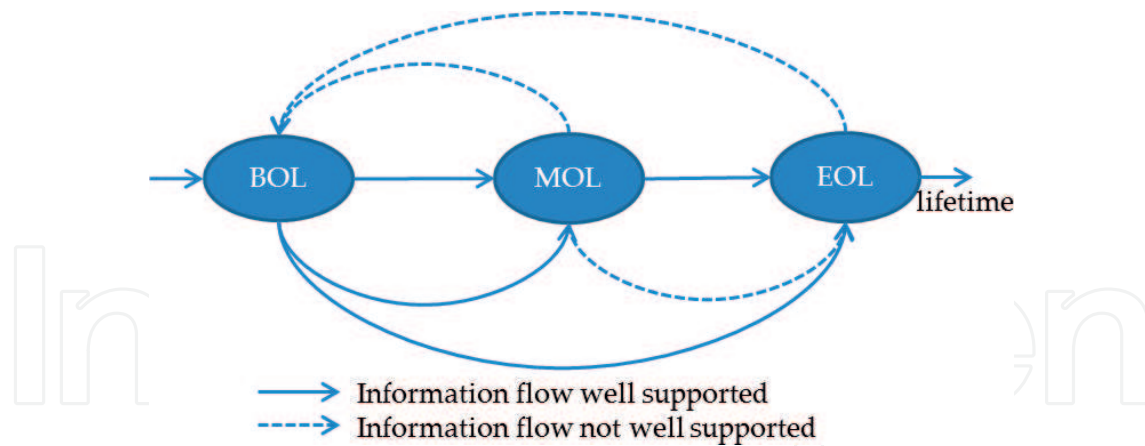 BOL MOL EOL
lifetime
Information flow well supported
Information flow not well supported